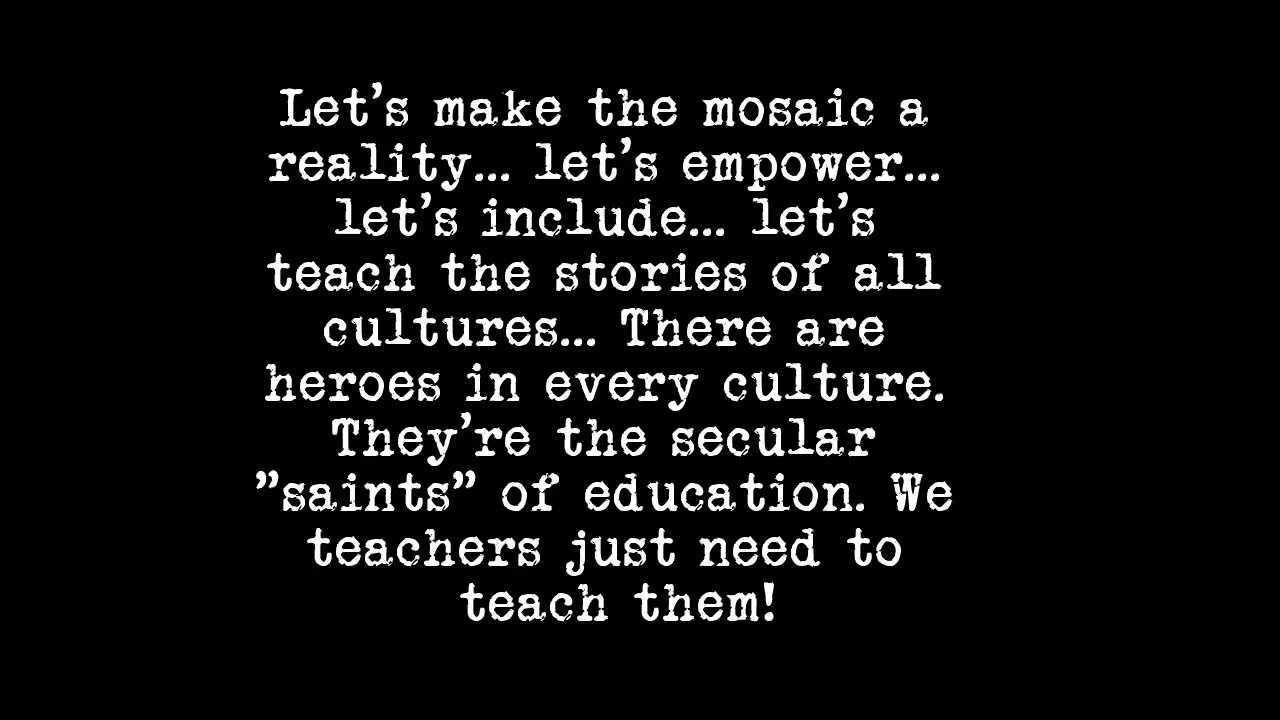 Let's make the mosaic a
reality... let's empower...
let's include... let's
teach the stories of all
cultures... There are
heroes in every culture.
They're the secular
"saints" of education. We
teachers just need to
teach them!